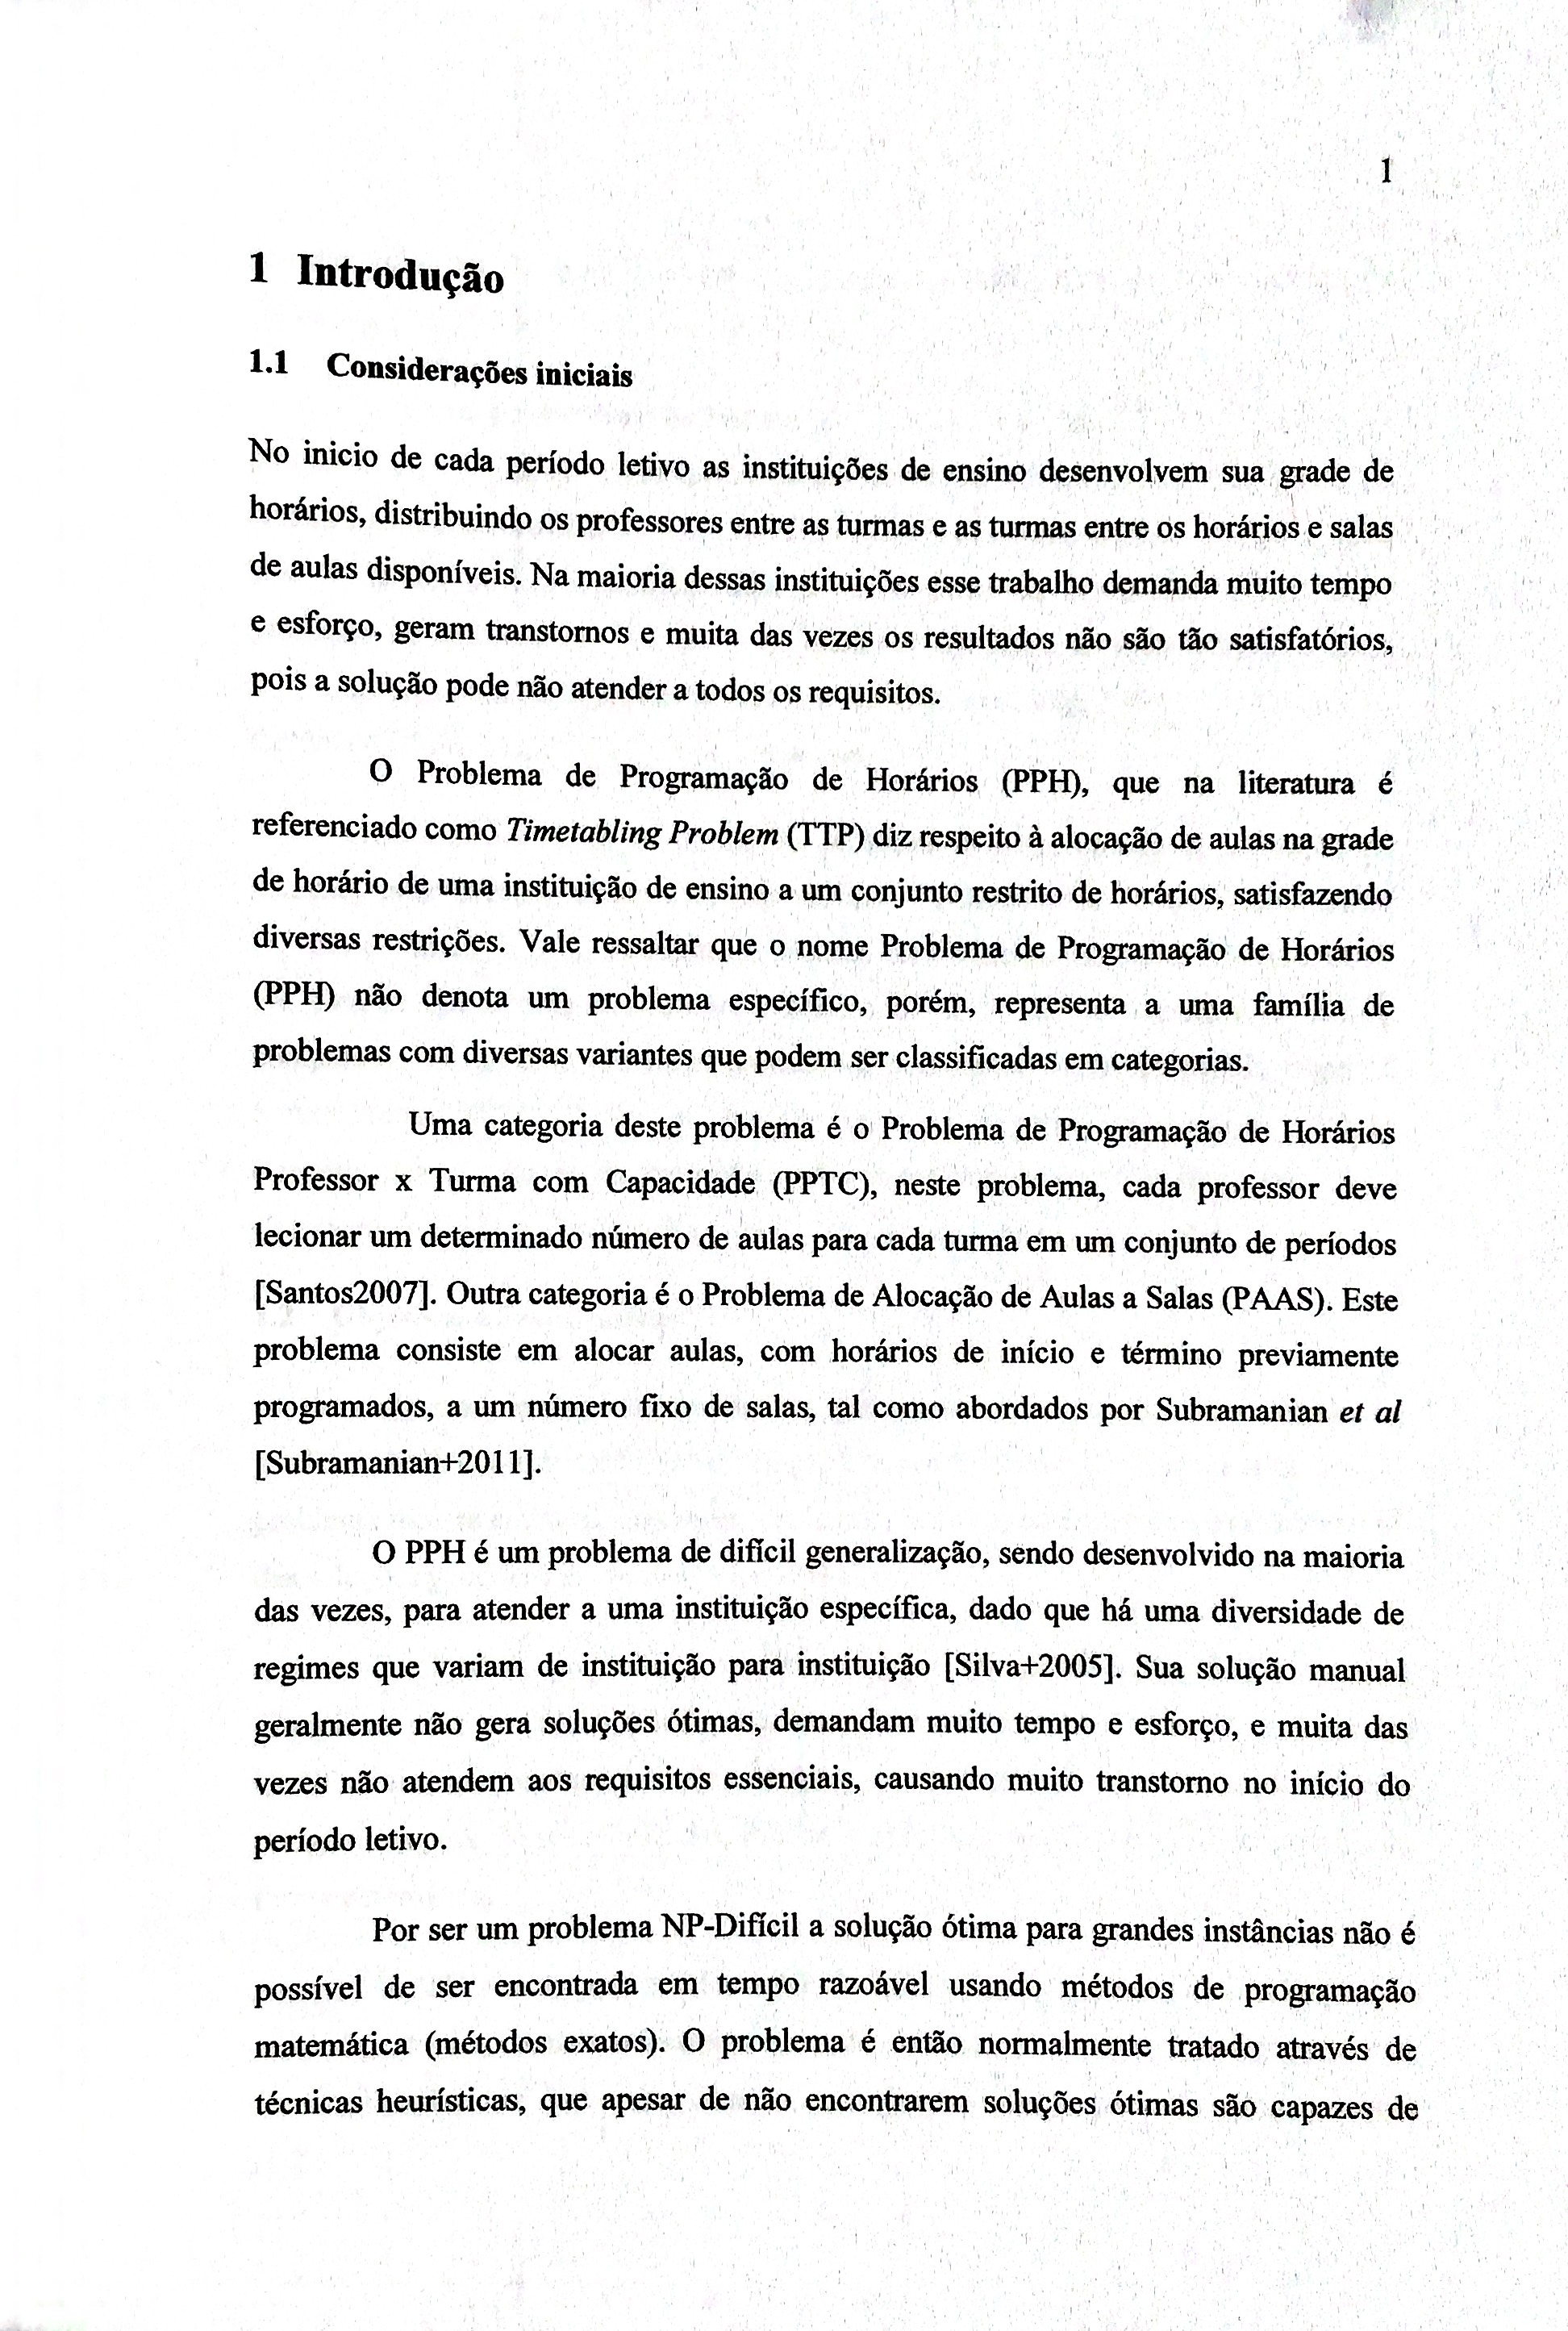 1
1 Introdução
1.1 Considerações iniciais
No inicio de cada período letivo as instituições de ensino desenvolvem sua grade de
horários, distribuindo os professores entre as turmas e as turmas entre os horários e salas
de aulas disponíveis. Na maioria dessas instituições esse trabalho demanda muito tempo
e esforço, geram transtornos e muita das vezes os resultados não são tão satisfatórios,
pois a solução pode não atender a todos os requisitos.
O Problema de Programação de Horários (PPH), que na literatura é
referenciado como Timetabling Problem (TTP) diz respeito à alocação de aulas na grade
de horário de uma instituição de ensino a um conjunto restrito de horários, satisfazendo
diversas restrições. Vale ressaltar que o nome Problema de Programação de Horários
(PPH) não denota um problema específico, porém, representa a uma família de
problemas com diversas variantes que podem ser classificadas em categorias.
Uma categoria deste problema é o Problema de Programação de Horários
Professor x Turma com Capacidade (PPTC), neste problema, cada professor deve
lecionar um determinado número de aulas para cada turma em um conjunto de períodos
[Santos2007]. Outra categoria é o Problema de Alocação de Aulas a Salas (PAAS). Este
problema consiste em alocar aulas, com horários de início e término previamente
programados, a um número fixo de salas, tal como abordados por Subramanian et al
[Subramanian+2011].
O PPH é um problema de difícil generalização, sendo desenvolvido na maioria
das vezes, para atender a uma instituição específica, dado que há uma diversidade de
regimes que variam de instituição para instituição [Silva+2005]. Sua solução manual
geralmente não gera soluções ótimas, demandam muito tempo e esforço, e muita das
vezes não atendem aos requisitos essenciais, causando muito transtorno no início do
período letivo.
Por ser um problema NP-Difícil a solução ótima para grandes instâncias não é
possível de ser encontrada em tempo razoável usando métodos de programação
matemática (métodos exatos). O problema é então normalmente tratado através de
técnicas heurísticas, que apesar de não encontrarem soluções ótimas são capazes de